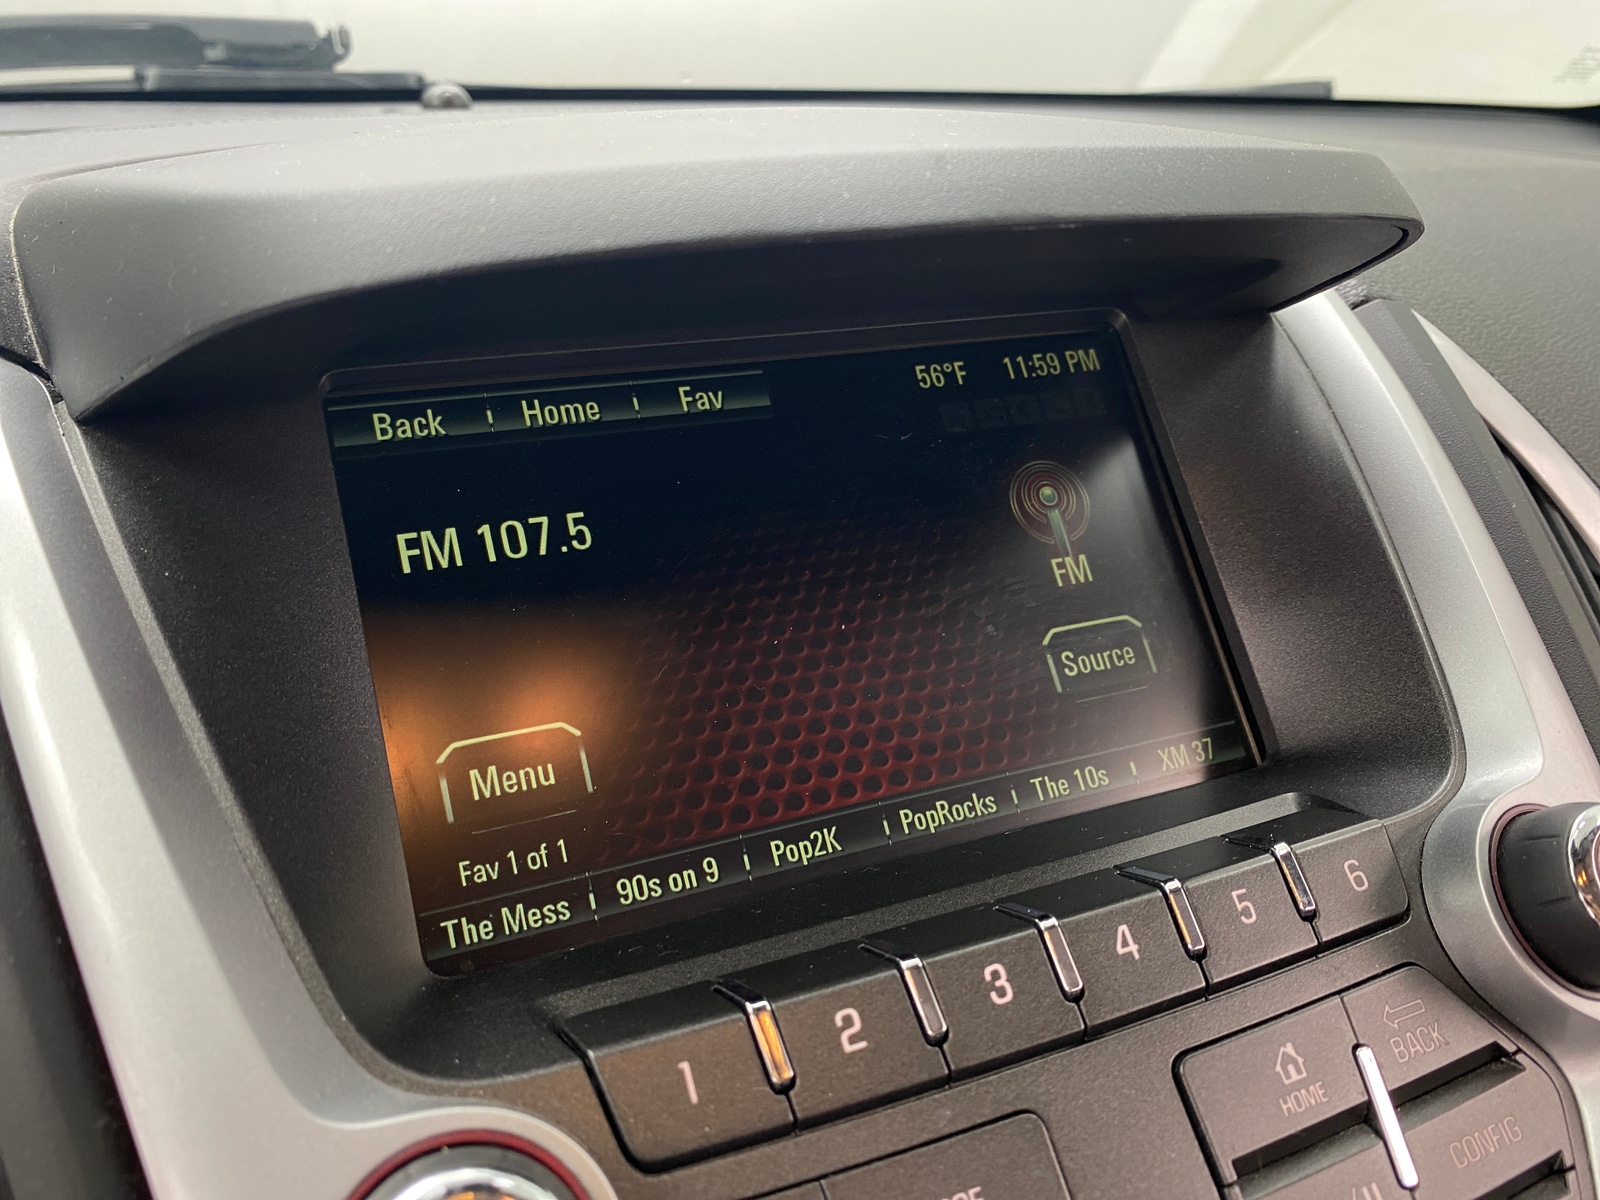 Back Home Fav
56°F 11:59 PM
FM 107.5
FM
Source
Menu
Fav 1 of 1
The Mess 90s on 9 Pop2K PopRocks The 10s XM 37
1 2 3 4 5 6
HOME
BACK
CONFIG